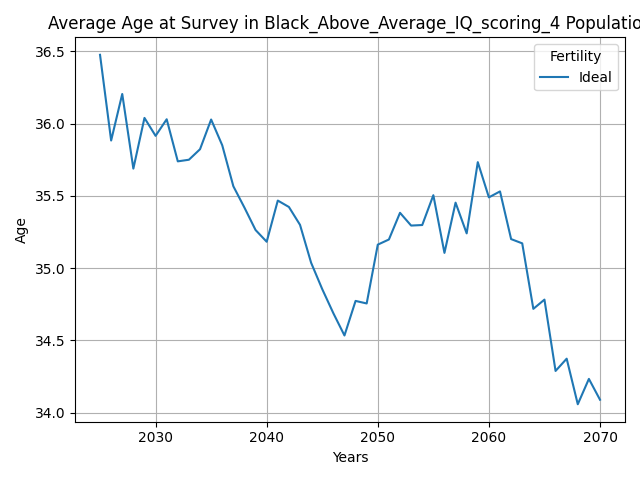 Average Age at Survey in Black_Above_Average_IQ_scoring_4 Populatio
Fertility
Ideal
36.5
36.0
35.5
35.0
34.5
34.0
Age
2030 2040 2050 2060 2070
Years